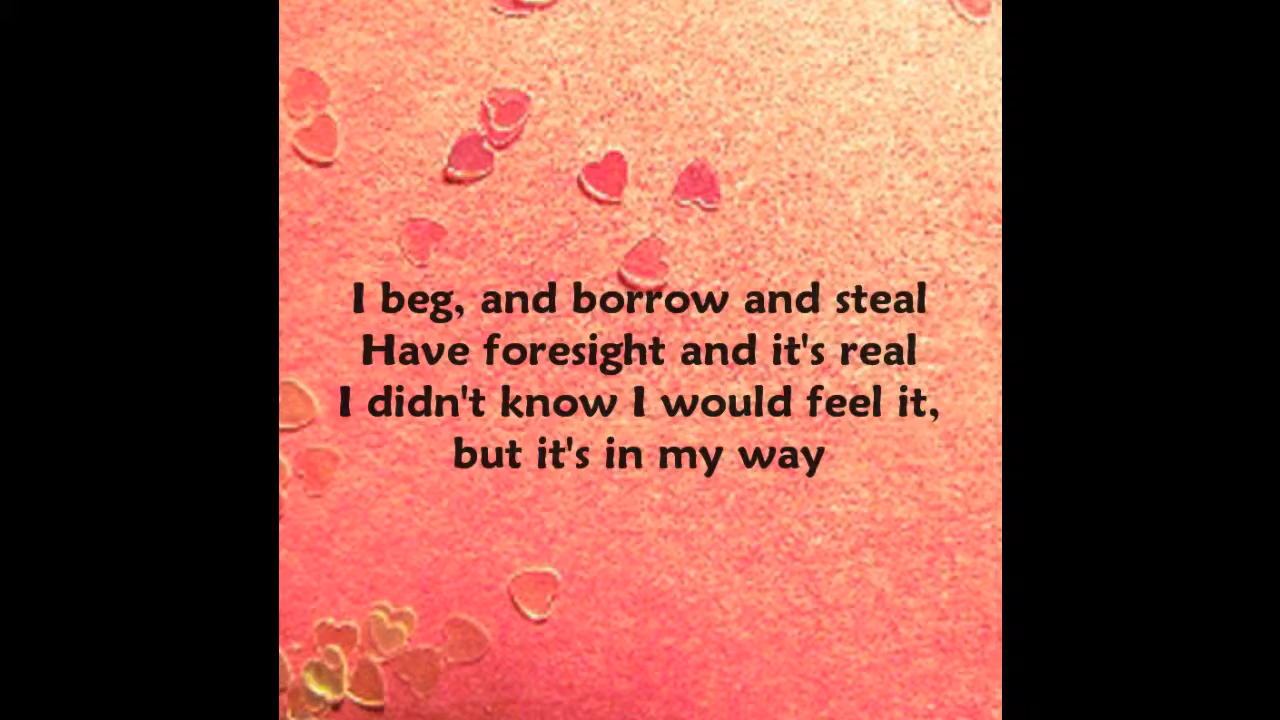 I beg, and borrow and steal
Have foresight and it's real
I didn't know I would feel it,
but it's in my way